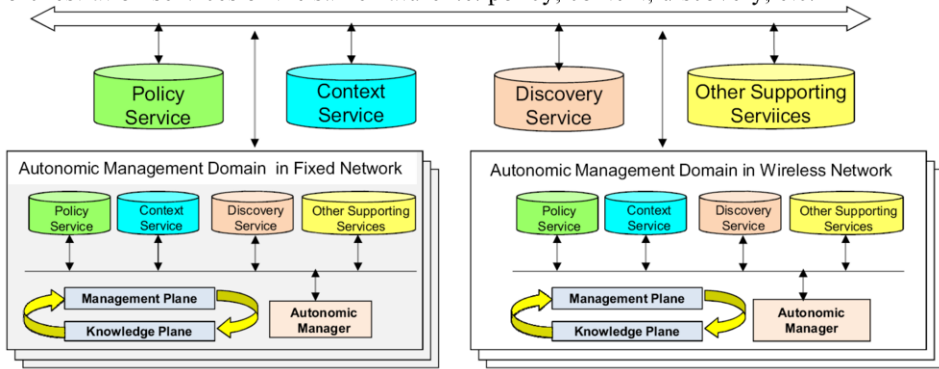 Policy
Service
Context
Service
Discovery
Service
Other Supporting
Serviices
Autonomic Management Domain in Fixed Network
Policy
Service
Context
Service
Discovery
Service
Other Supporting
Services
Management Plane
Knowledge Plane
Autonomic
Manager
Autonomic Management Domain in Wireless Network
Policy
Service
Context
Service
Discovery
Service
Other Supporting
Services
Management Plane
Knowledge Plane
Autonomic
Manager